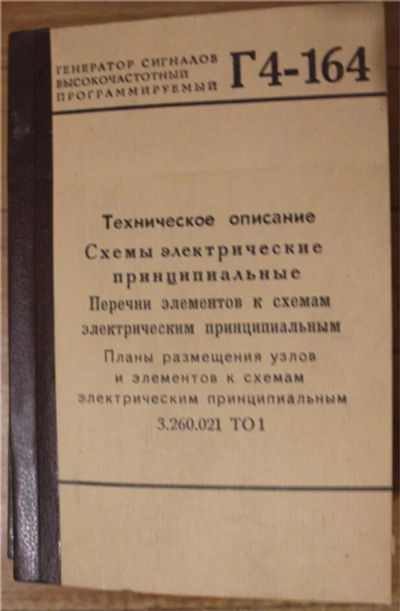 ГЕНЕРАТОР СИГНАЛОВ
ВЫСОКОЧАСТОТНЫЙ
ПРОГРАММИРУЕМЫЙ
Г4-164
Техническое описание
Схемы электрические
принципиальные
Перечни элементов к схемам
электрическим принципиальным
Планы размещения узлов
и элементов к схемам
электрическим принципиальным
3.260.021 ТО1